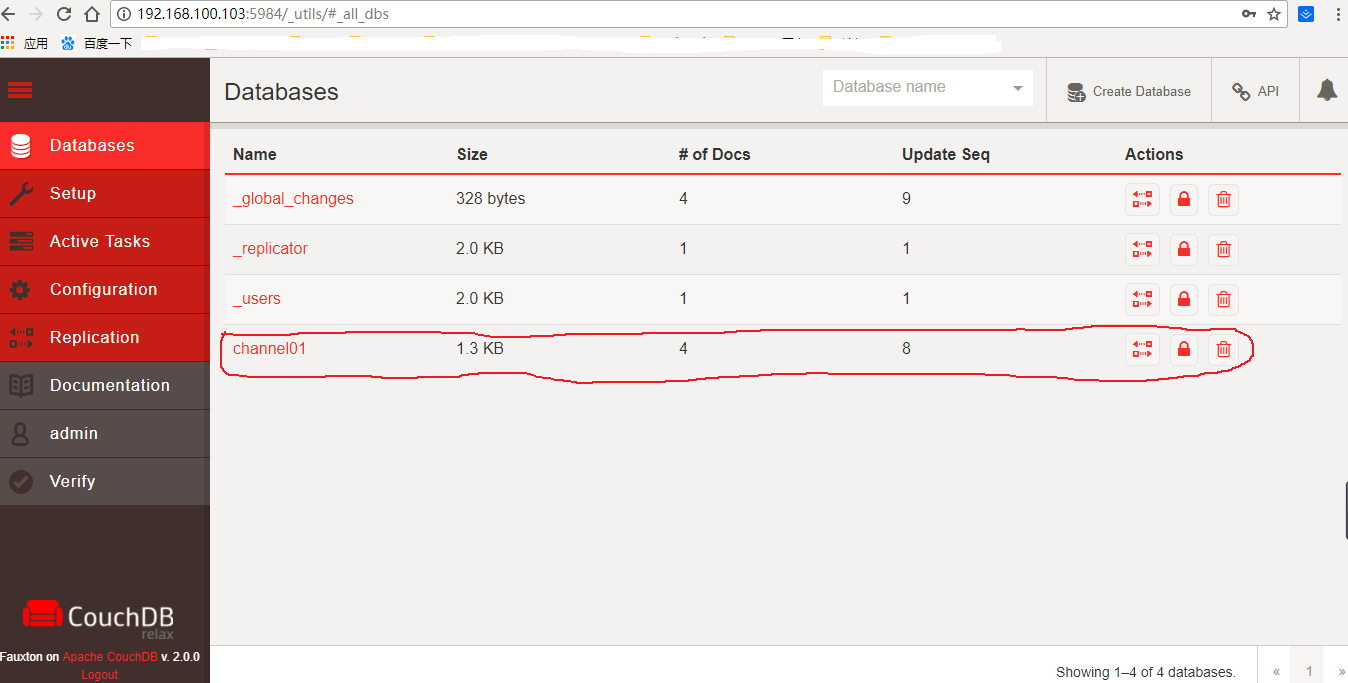 192.168.100.103:5984/_utils/#_all_dbs
应用 百度一下
Databases
Database name
Create Database
API
Databases
Setup
Active Tasks
Configuration
Replication
Documentation
admin
Verify
Name Size # of Docs Update Seq Actions
_global_changes 328 bytes 4 9
_replicator 2.0 KB 1 1
_users 2.0 KB 1 1
channel01 1.3 KB 4 8
CouchDB
relax
Fauxton on Apache CouchDB v. 2.0.0
Logout
Showing 1–4 of 4 databases. « 1 »